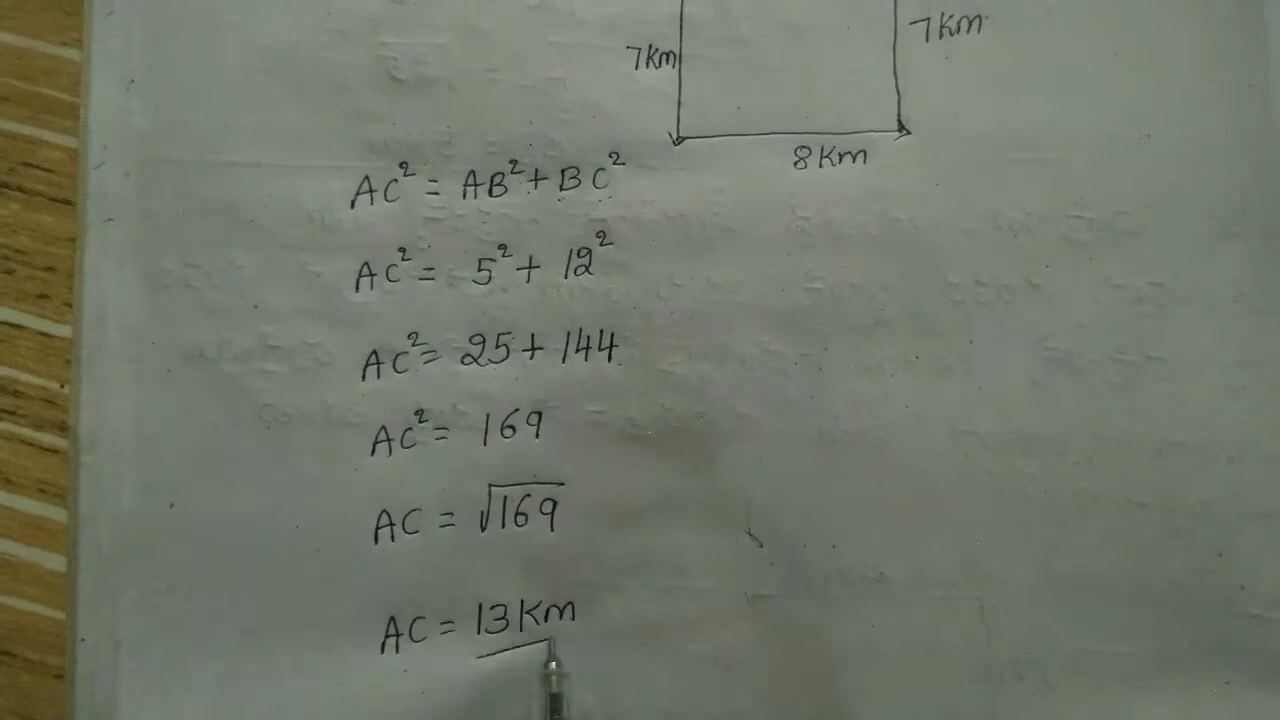 7km
7km
8km
AC² = AB² + BC²
AC² = 5² + 12²
AC² = 25 + 144
AC² = 169
AC = √169
AC = 13km